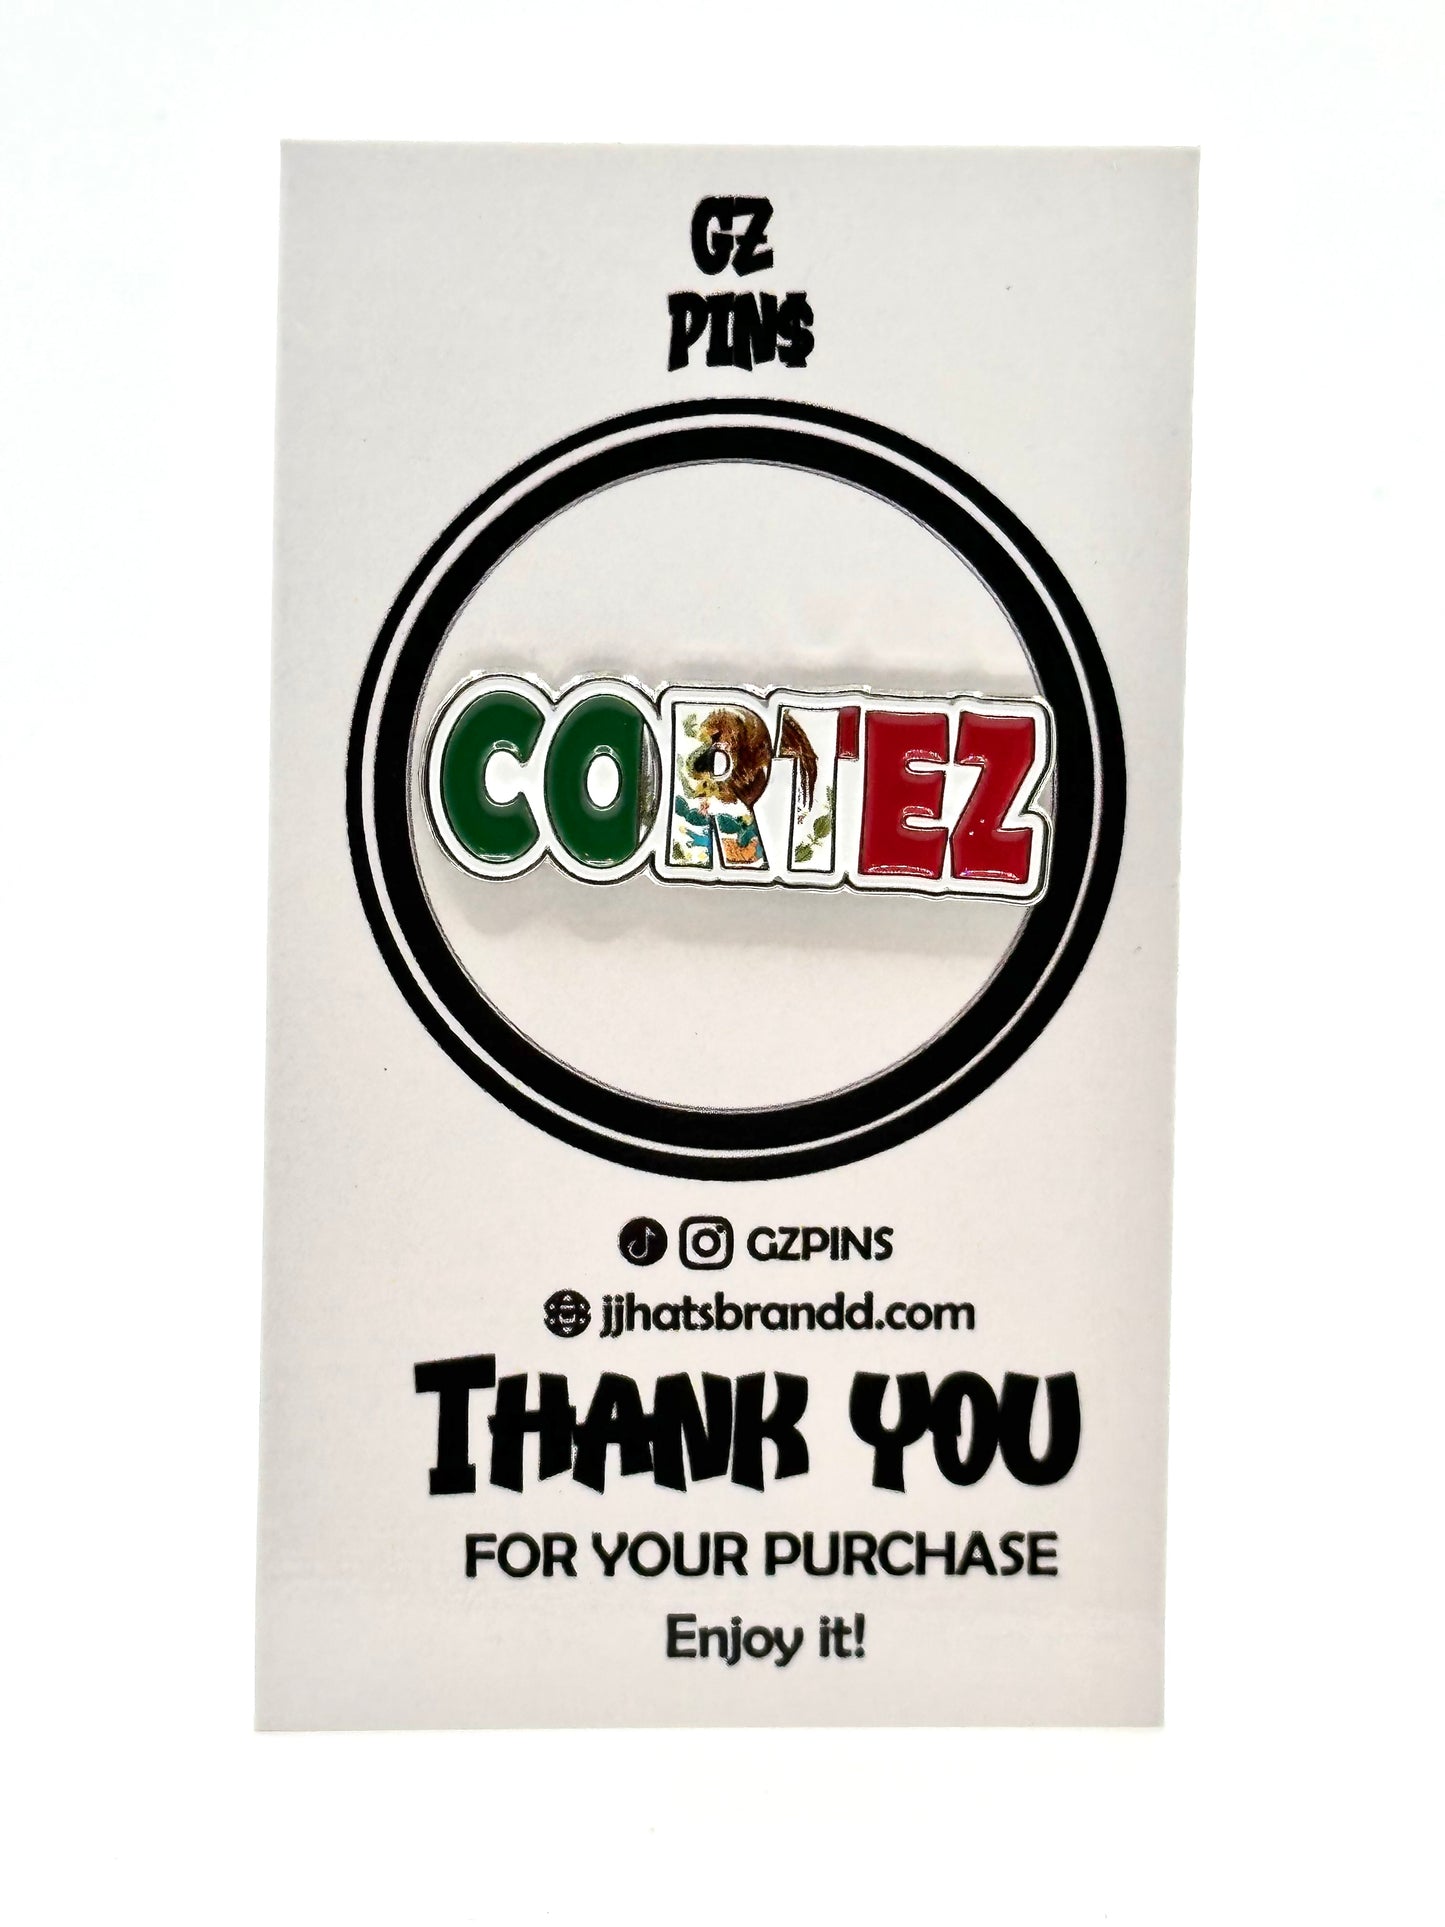 GZ
PIN$
CORTEZ
GZPINS
jjhatsbrandd.com
THANK YOU
FOR YOUR PURCHASE
Enjoy it!